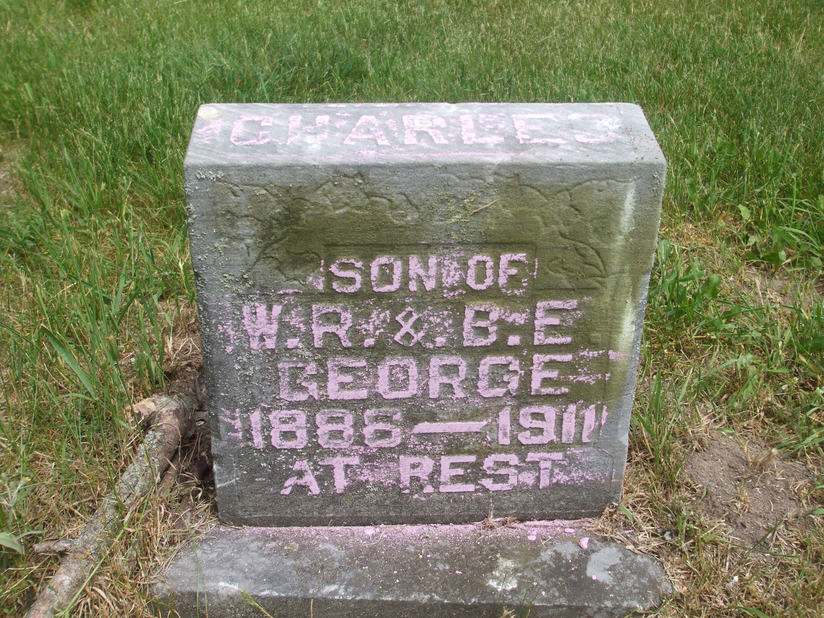 CHARLES
SON OF
W.R. & B.E
GEORGE
1886—1911
AT REST